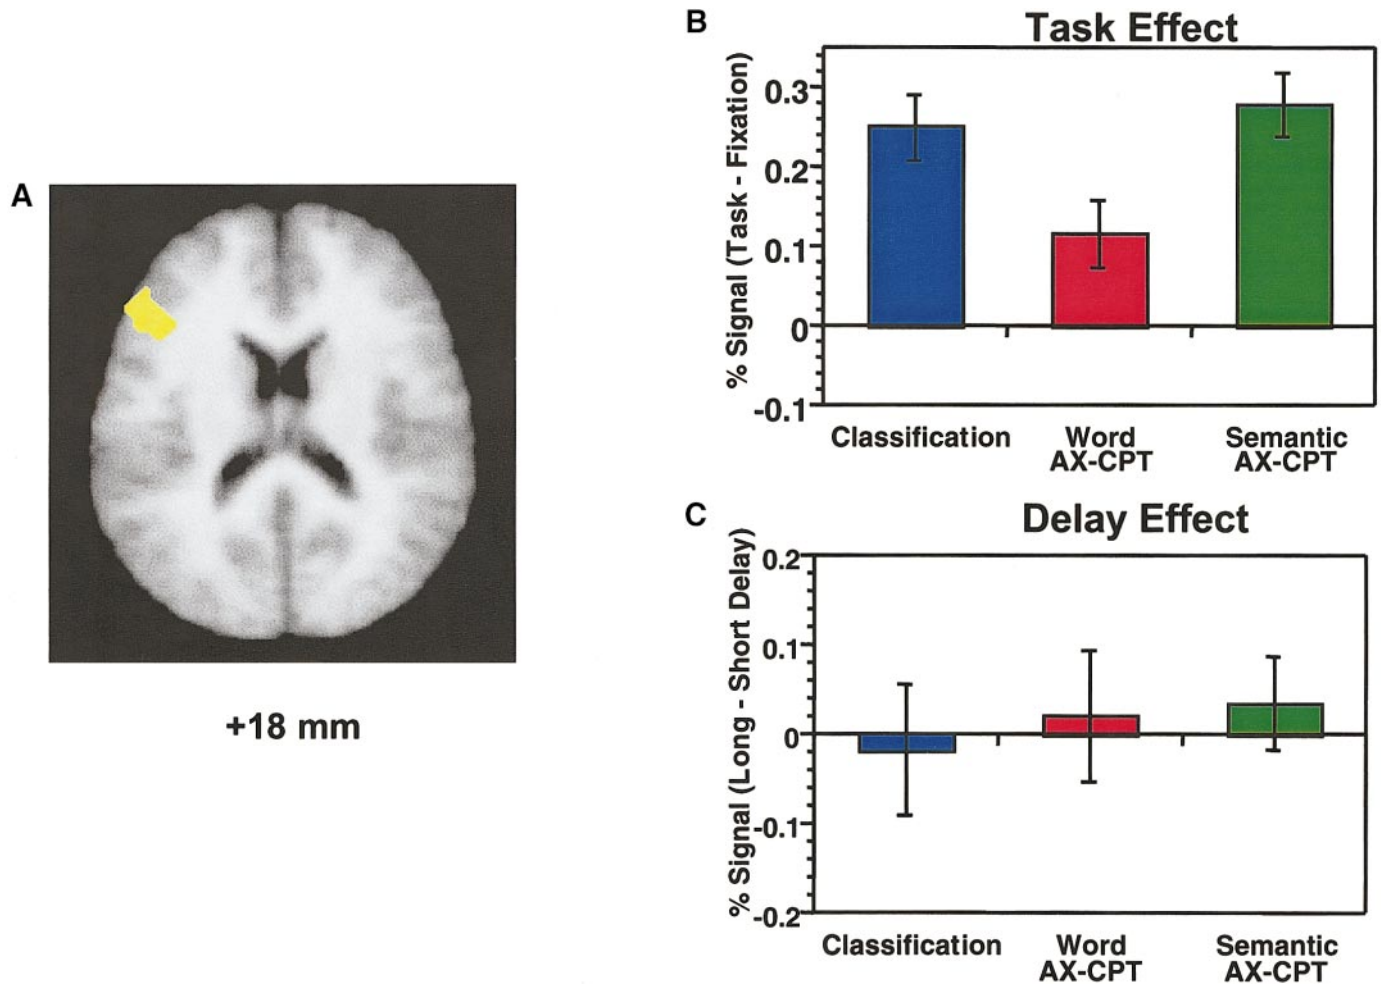 A
+18 mm
B
Task Effect
% Signal (Task - Fixation)
0.3
0.2
0.1
0
-0.1
Classification
Word
AX-CPT
Semantic
AX-CPT
C
Delay Effect
% Signal (Long - Short Delay)
0.2
0.1
0
-0.1
-0.2
Classification
Word
AX-CPT
Semantic
AX-CPT